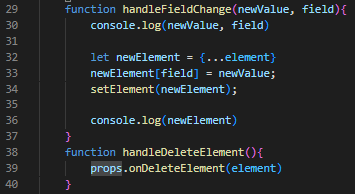 29 function handleFieldChange(newValue, field){
30 console.log(newValue, field)
31
32 let newElement = {...element}
33 newElement[field] = newValue;
34 setElement(newElement);
35
36 console.log(newElement)
37 }
38 function handleDeleteElement(){
39 props.onDeleteElement(element)
40 }